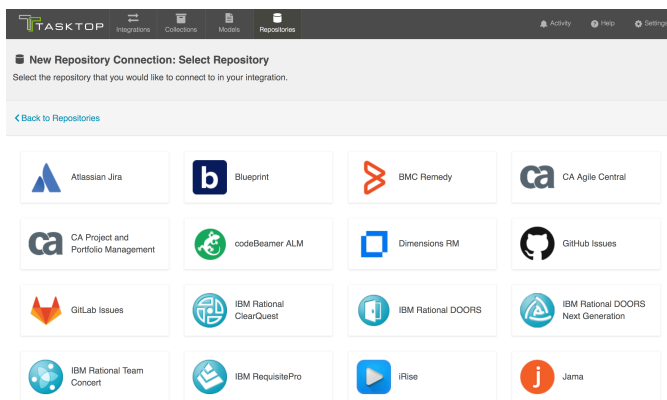 TASKTOP
Integrations Collections Models Repositories Activity Help Settings
New Repository Connection: Select Repository
Select the repository that you would like to connect to in your integration.
Back to Repositories
Atlassian Jira
b Blueprint
BMC Remedy
ca CA Agile Central
ca CA Project and
Portfolio Management
codeBeamer ALM
Dimensions RM
GitHub Issues
GitLab Issues
IBM Rational
ClearQuest
IBM Rational DOORS
IBM Rational DOORS
Next Generation
IBM Rational Team
Concert
IBM RequisitePro
iRise
j Jama